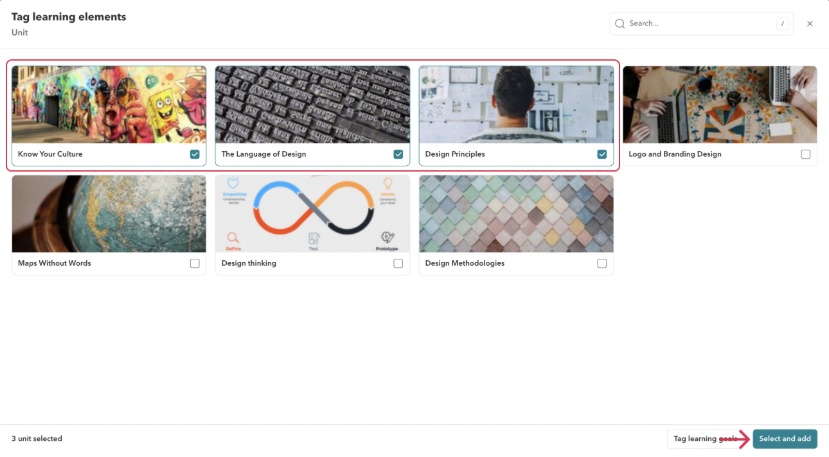 Tag learning elements
Unit
Search...
/
Know Your Culture
The Language of Design
Design Principles
Logo and Branding Design
Empathize
Ideate
Refine
Test
Prototype
Maps Without Words
Design thinking
Design Methodologies
3 unit selected
Tag learning goals
Select and add